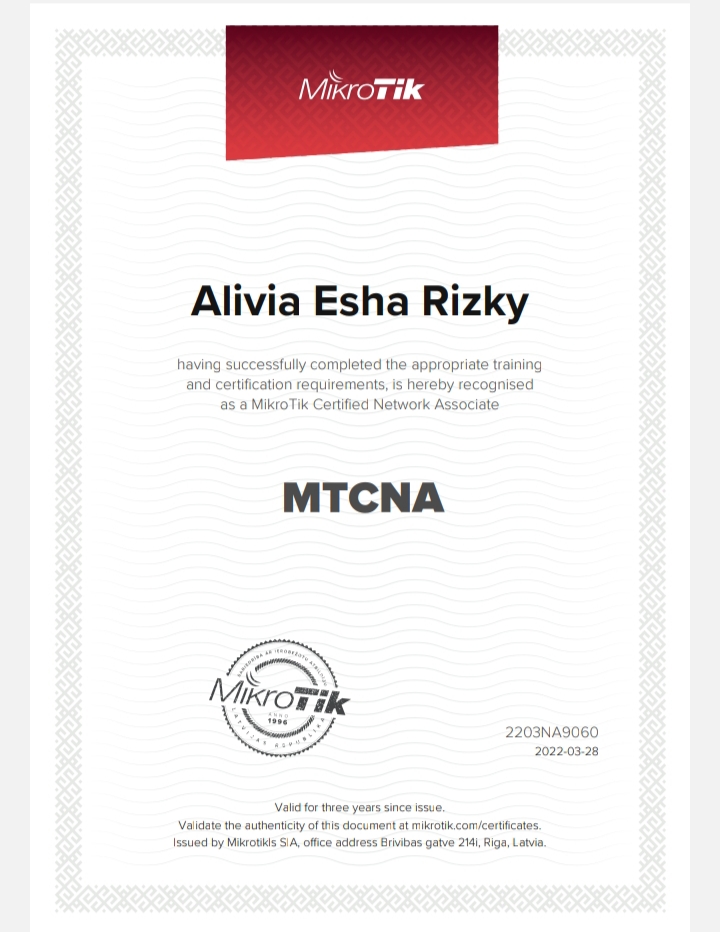 MikroTik
Alivia Esha Rizky
having successfully completed the appropriate training
and certification requirements, is hereby recognised
as a MikroTik Certified Network Associate
MTCNA
MikroTik
ANNO
1996
2203NA9060
2022-03-28
Valid for three years since issue.
Validate the authenticity of this document at mikrotik.com/certificates.
Issued by Mikrotikls SIA, office address Brivibas gatve 214i, Riga, Latvia.